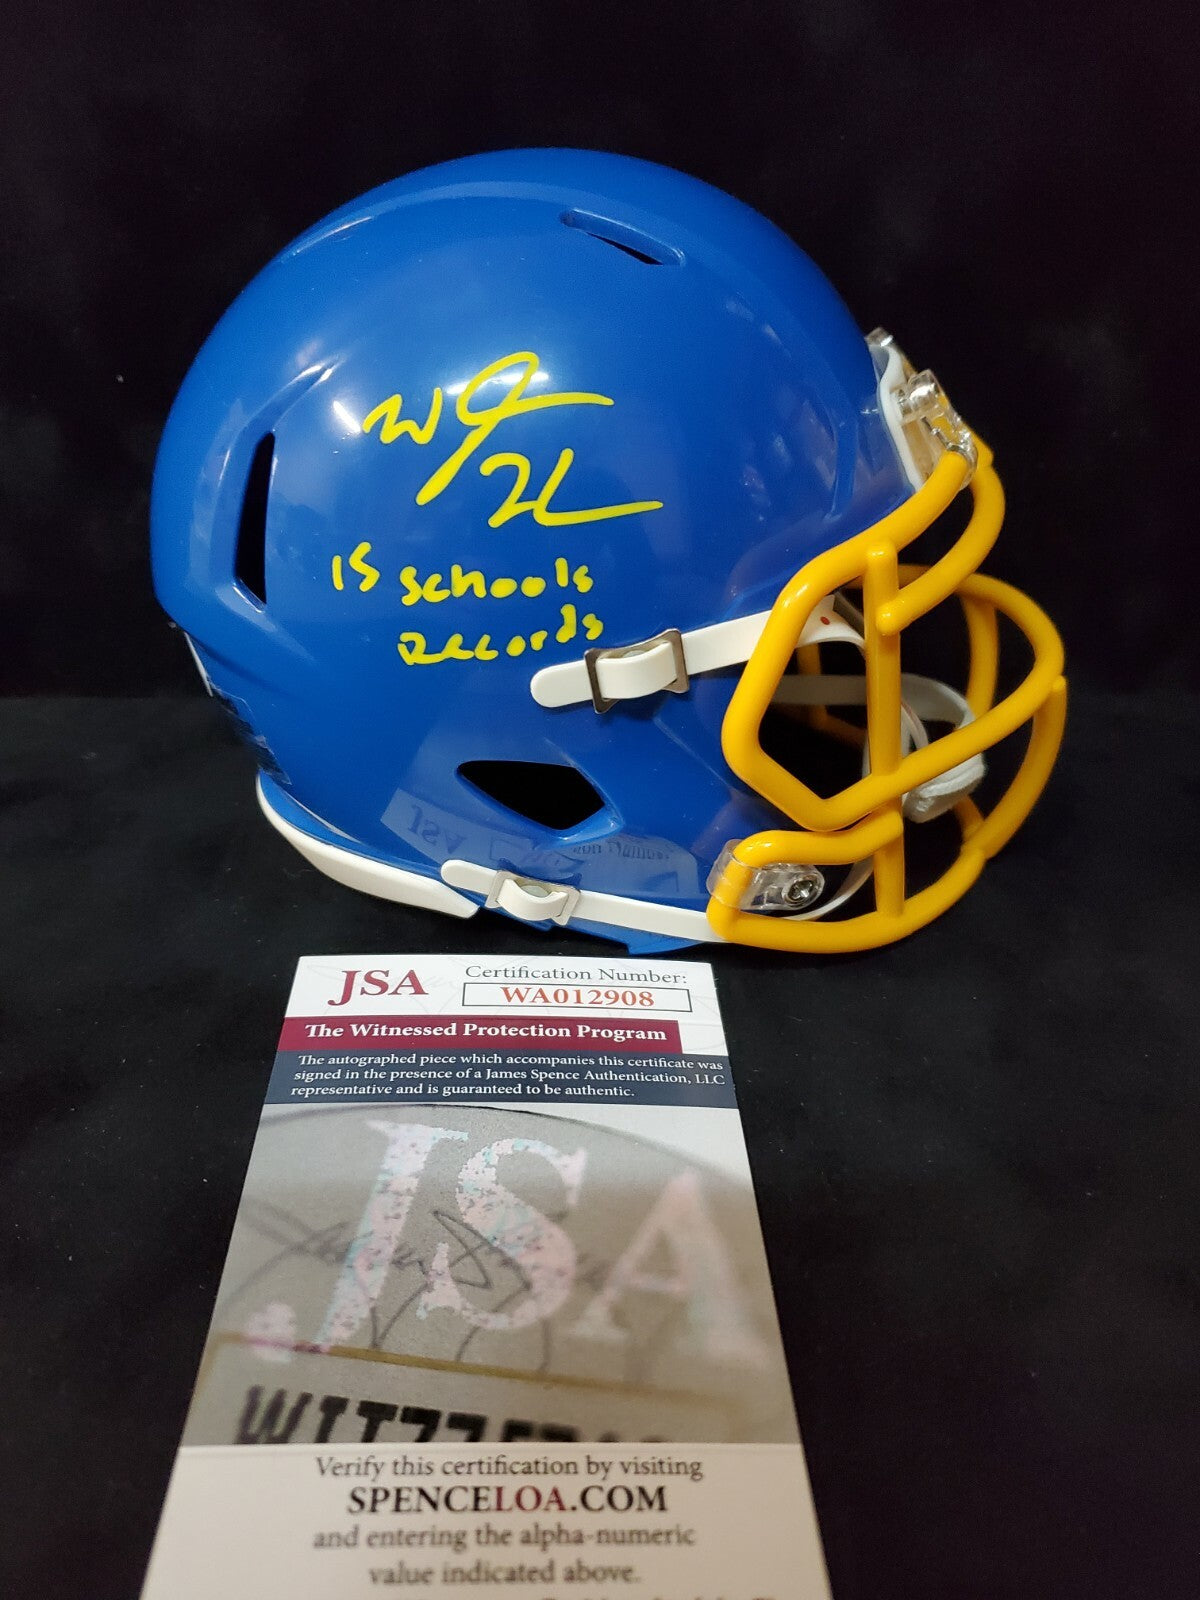 15 schools
Records
JSA
Certification Number:
WA012908
The Witnessed Protection Program
The autographed piece which accompanies this certificate was
signed in the presence of a James Spence Authentication, LLC
representative and is guaranteed to be authentic.
JSA
Verify this certification by visiting
SPENCELOA.COM
and entering the alpha-numeric
value indicated above.